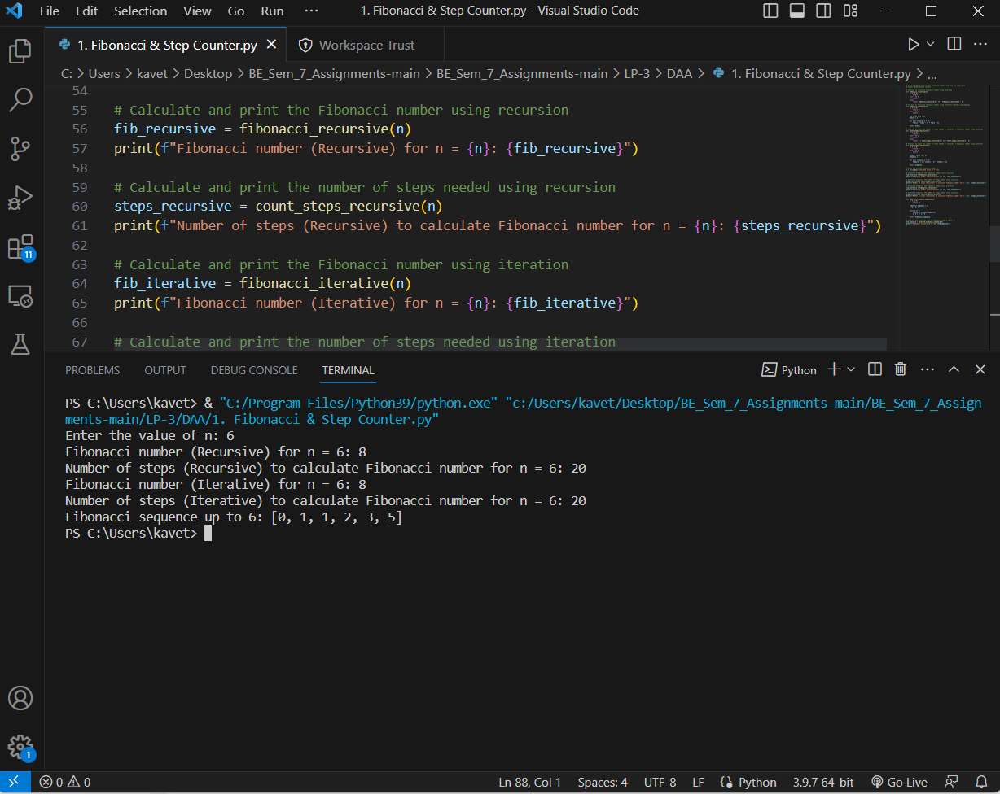 File Edit Selection View Go Run ··· 1. Fibonacci & Step Counter.py - Visual Studio Code
1. Fibonacci & Step Counter.py Workspace Trust
C: > Users > kavet > Desktop > BE_Sem_7_Assignments-main > BE_Sem_7_Assignments-main > LP-3 > DAA > 1. Fibonacci & Step Counter.py > ...
54
55 # Calculate and print the Fibonacci number using recursion
56 fib_recursive = fibonacci_recursive(n)
57 print(f"Fibonacci number (Recursive) for n = {n}: {fib_recursive}")
58
59 # Calculate and print the number of steps needed using recursion
60 steps_recursive = count_steps_recursive(n)
61 print(f"Number of steps (Recursive) to calculate Fibonacci number for n = {n}: {steps_recursive}")
62
63 # Calculate and print the Fibonacci number using iteration
64 fib_iterative = fibonacci_iterative(n)
65 print(f"Fibonacci number (Iterative) for n = {n}: {fib_iterative}")
66
67 # Calculate and print the number of steps needed using iteration
11
PROBLEMS OUTPUT DEBUG CONSOLE TERMINAL Python
PS C:\Users\kavet> & "C:/Program Files/Python39/python.exe" "c:/Users/kavet/Desktop/BE_Sem_7_Assignments-main/BE_Sem_7_Assign
ments-main/LP-3/DAA/1. Fibonacci & Step Counter.py"
Enter the value of n: 6
Fibonacci number (Recursive) for n = 6: 8
Number of steps (Recursive) to calculate Fibonacci number for n = 6: 20
Fibonacci number (Iterative) for n = 6: 8
Number of steps (Iterative) to calculate Fibonacci number for n = 6: 20
Fibonacci sequence up to 6: [0, 1, 1, 2, 3, 5]
PS C:\Users\kavet>
1
0 0 Ln 88, Col 1 Spaces: 4 UTF-8 LF Python 3.9.7 64-bit Go Live